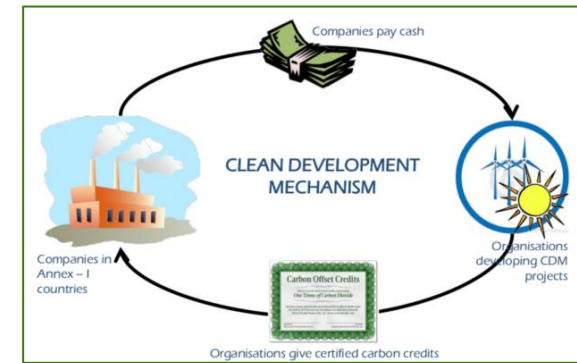 Companies pay cash
CLEAN DEVELOPMENT
MECHANISM
Companies in
Annex – I
countries
Organisations
developing CDM
projects
Carbon Offset Credits
One Tonne of Carbon Dioxide
Organisations give certified carbon credits